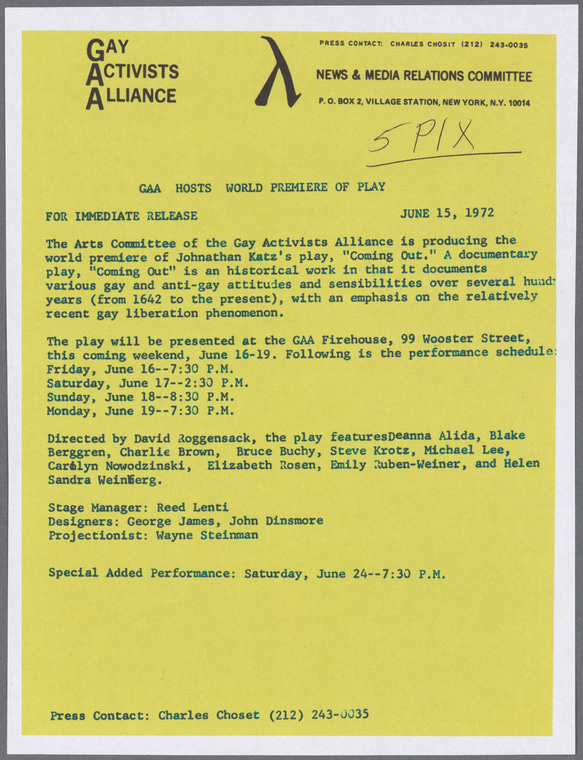 GAY
ACTIVISTS
ALLIANCE
λ
PRESS CONTACT: CHARLES CHOSIT (212) 243-0035
NEWS & MEDIA RELATIONS COMMITTEE
P. O. BOX 2, VILLAGE STATION, NEW YORK, N.Y. 10014
5 PIX
GAA HOSTS WORLD PREMIERE OF PLAY
FOR IMMEDIATE RELEASE JUNE 15, 1972
The Arts Committee of the Gay Activists Alliance is producing the
world premiere of Johnathan Katz's play, "Coming Out." A documentary
play, "Coming Out" is an historical work in that it documents
various gay and anti-gay attitudes and sensibilities over several
years (from 1642 to the present), with an emphasis on the relatively
recent gay liberation phenomenon.
The play will be presented at the GAA Firehouse, 99 Wooster Street,
this coming weekend, June 16-19. Following is the performance schedule:
Friday, June 16--7:30 P.M.
Saturday, June 17--2:30 P.M.
Sunday, June 18--8:30 P.M.
Monday, June 19--7:30 P.M.
Directed by David Roggensack, the play featuresDeanna Alida, Blake
Berggren, Charlie Brown, Bruce Buchy, Steve Krotz, Michael Lee,
Carolyn Nowodzinski, Elizabeth Rosen, Emily Ruben-Weiner, and Helen
Sandra Weinberg.
Stage Manager: Reed Lenti
Designers: George James, John Dinsmore
Projectionist: Wayne Steinman
Special Added Performance: Saturday, June 24--7:30 P.M.
Press Contact: Charles Choset (212) 243-0035